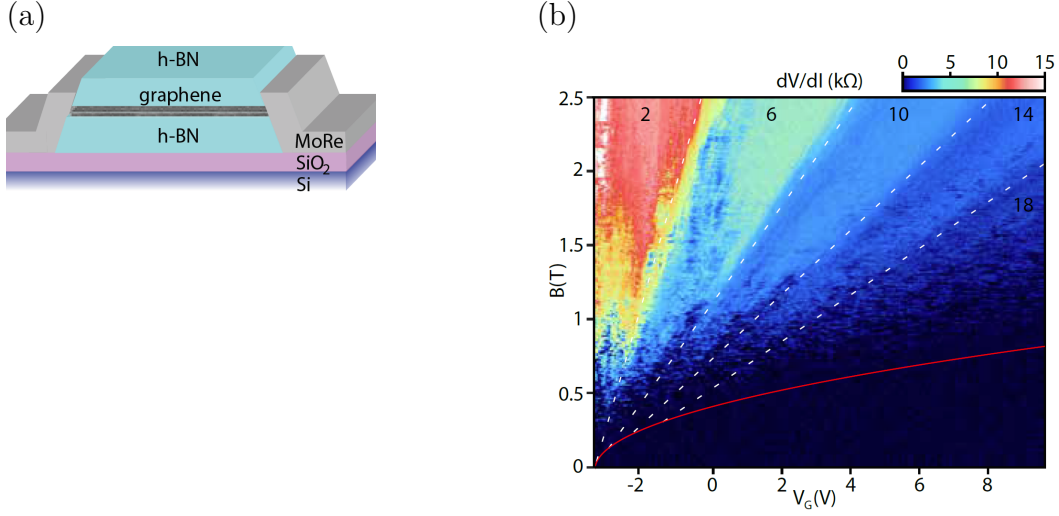 (a)
h-BN
graphene
h-BN
MoRe
SiO₂
Si
(b)
dV/dI (kΩ)
0 5 10 15
2.5
2
1.5
1
0.5
0
B(T)
2 6 10 14
18
-2 0 2 4 6 8
V_G(V)